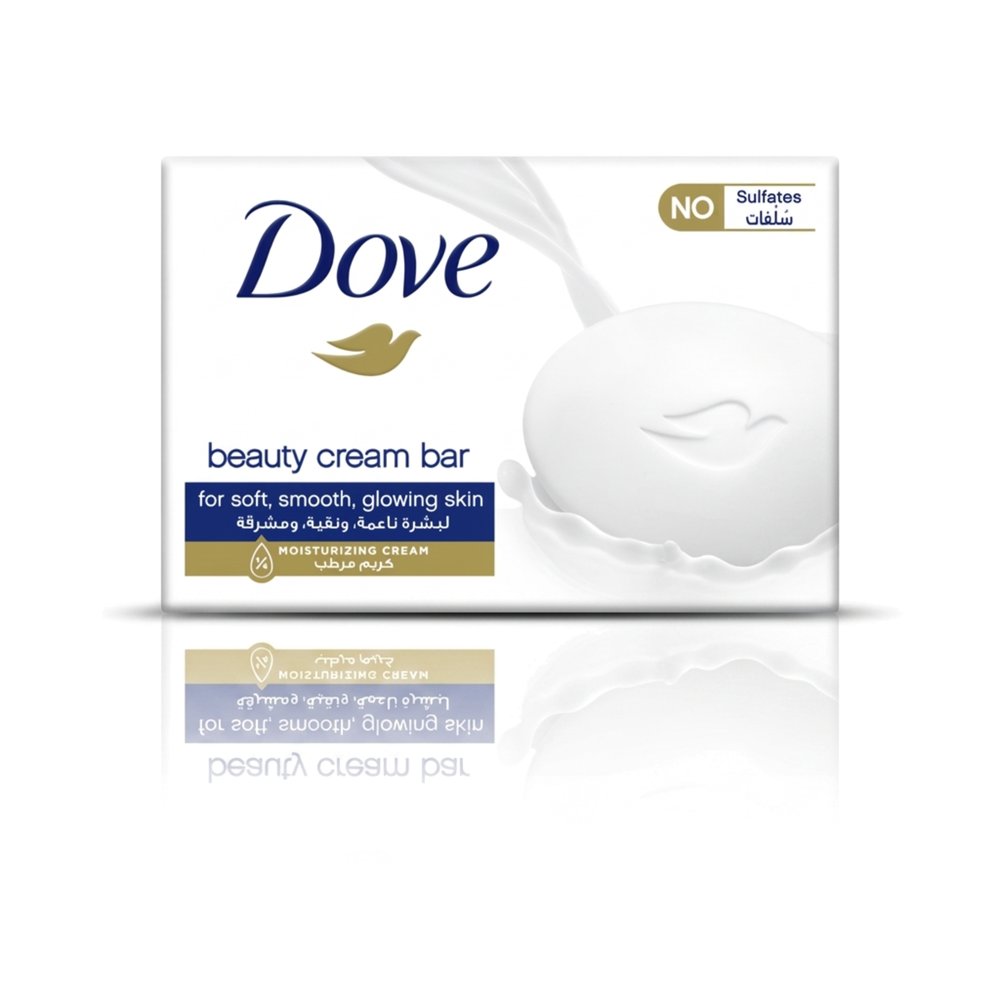 Dove
NO
Sulfates
سُلْفات
beauty cream bar
for soft, smooth, glowing skin
لبشرة ناعمة، ونقية، ومشرقة
¼
MOISTURIZING CREAM
كريم مرطب